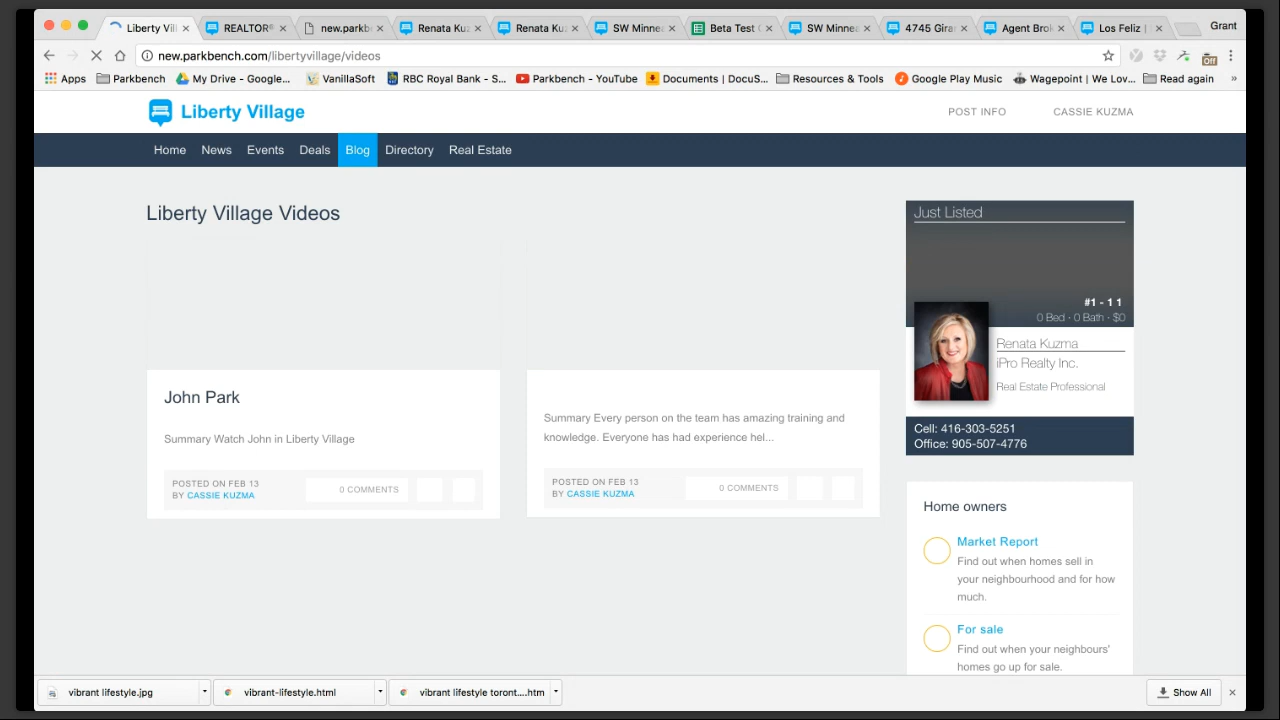 Liberty Vil
REALTOR®
new.parkb
Renata Kuz
Renata Kuz
SW Minne
Beta Test
SW Minne
4745 Gira
Agent Brok
Los Feliz |
Grant
new.parkbench.com/libertyvillage/videos
Off
Apps
Parkbench
My Drive - Google...
VanillaSoft
RBC Royal Bank - S...
Parkbench - YouTube
Documents | DocuS...
Resources & Tools
Google Play Music
Wagepoint | We Lov...
Read again
»
Liberty Village
POST INFO
CASSIE KUZMA
Home
News
Events
Deals
Blog
Directory
Real Estate
Liberty Village Videos
John Park
Summary Watch John in Liberty Village
POSTED ON FEB 13
BY CASSIE KUZMA
0 COMMENTS
Summary Every person on the team has amazing training and
knowledge. Everyone has had experience hel...
POSTED ON FEB 13
BY CASSIE KUZMA
0 COMMENTS
Just Listed
#1 - 1 1
0 Bed - 0 Bath - $0
Renata Kuzma
iPro Realty Inc.
Real Estate Professional
Cell: 416-303-5251
Office: 905-507-4776
Home owners
Market Report
Find out when homes sell in
your neighbourhood and for how
much.
For sale
Find out when your neighbours'
homes go up for sale.
vibrant lifestyle.jpg
vibrant-lifestyle.html
vibrant lifestyle toront....htm
Show All